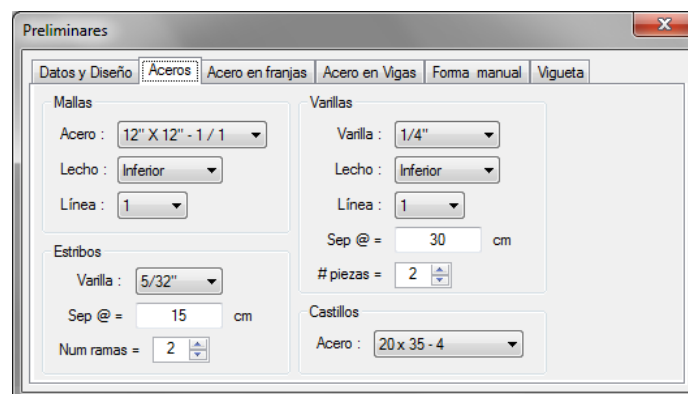 Preliminares
Datos y Diseño Aceros Acero en franjas Acero en Vigas Forma manual Vigueta
Mallas
Acero : 12" X 12" - 1 / 1
Lecho : Inferior
Línea : 1
Estribos
Varilla : 5/32"
Sep @ = 15 cm
Num ramas = 2
Varillas
Varilla : 1/4"
Lecho : Inferior
Línea : 1
Sep @ = 30 cm
# piezas = 2
Castillos
Acero : 20 x 35 - 4